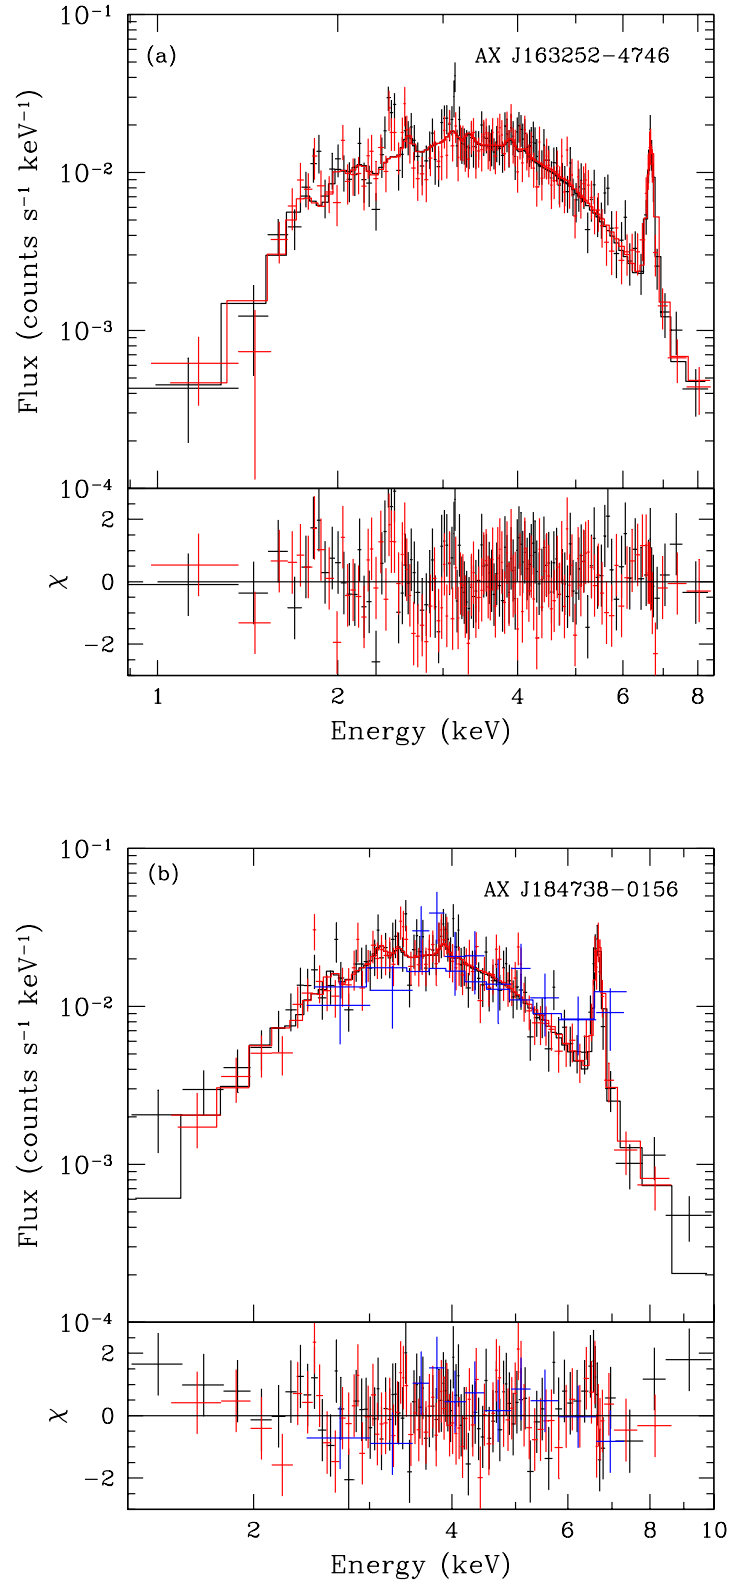 10⁻¹
(a)
AX J163252−4746
Flux (counts s⁻¹ keV⁻¹)
10⁻²
10⁻³
10⁻⁴
2
χ
0
−2
1 2 4 6 8
Energy (keV)
10⁻¹
(b)
AX J184738−0156
Flux (counts s⁻¹ keV⁻¹)
10⁻²
10⁻³
10⁻⁴
2
χ
0
−2
2 4 6 8 10
Energy (keV)